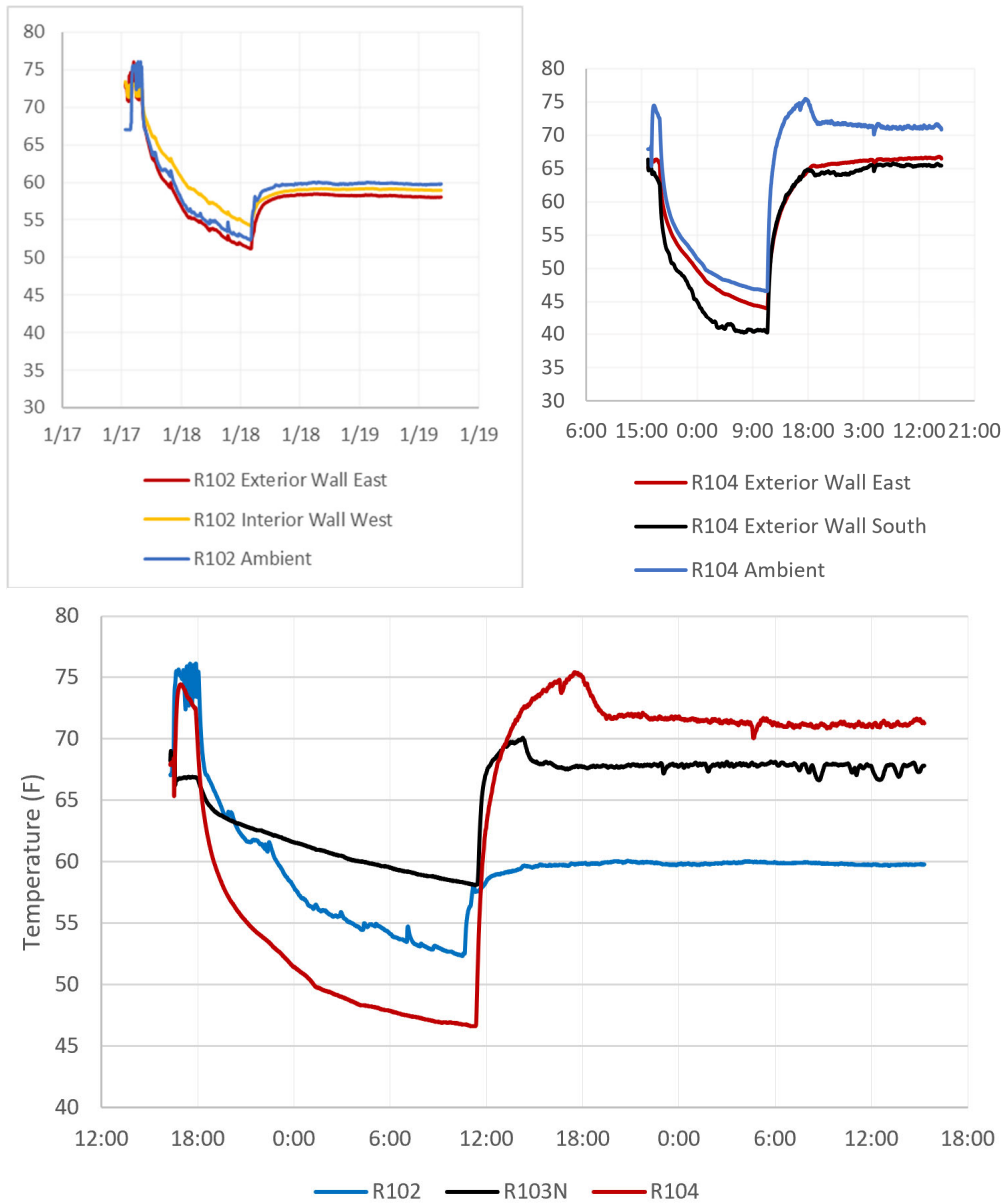 80
75
70
65
60
55
50
45
40
35
30
1/17 1/17 1/18 1/18 1/18 1/19 1/19 1/19
R102 Exterior Wall East
R102 Interior Wall West
R102 Ambient
80
75
70
65
60
55
50
45
40
35
30
6:00 15:00 0:00 9:00 18:00 3:00 12:00 21:00
R104 Exterior Wall East
R104 Exterior Wall South
R104 Ambient
Temperature (F)
80
75
70
65
60
55
50
45
40
12:00 18:00 0:00 6:00 12:00 18:00 0:00 6:00 12:00 18:00
R102 R103N R104